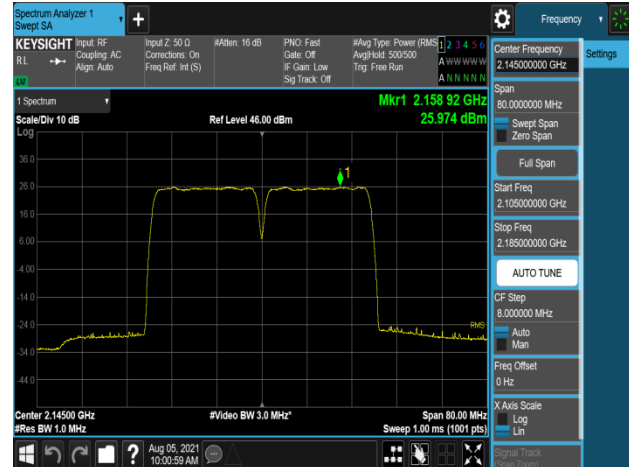 Spectrum Analyzer 1
Swept SA
Frequency
KEYSIGHT
RL
LM
Input: RF
Coupling: AC
Align: Auto
Input Z: 50 Ω
Corrections: On
Freq Ref: Int (S)
#Atten: 16 dB
PNO: Fast
Gate: Off
IF Gain: Low
Sig Track: Off
#Avg Type: Power (RMS
Avg|Hold: 500/500
Trig: Free Run
1 2 3 4 5 6
A W W W W W
A N N N N N
1 Spectrum
Scale/Div 10 dB
Log
Ref Level 46.00 dBm
Mkr1 2.158 92 GHz
25.974 dBm
36.0
26.0
16.0
6.00
-4.00
-14.0
-24.0
-34.0
-44.0
1
RMS
Center 2.14500 GHz
#Res BW 1.0 MHz
#Video BW 3.0 MHz*
Span 80.00 MHz
Sweep 1.00 ms (1001 pts)
Aug 05, 2021
10:00:59 AM
Center Frequency
2.145000000 GHz
Settings
Span
80.0000000 MHz
Swept Span
Zero Span
Full Span
Start Freq
2.105000000 GHz
Stop Freq
2.185000000 GHz
AUTO TUNE
CF Step
8.000000 MHz
Auto
Man
Freq Offset
0 Hz
X Axis Scale
Log
Lin
Signal Track
(Span Zoom)